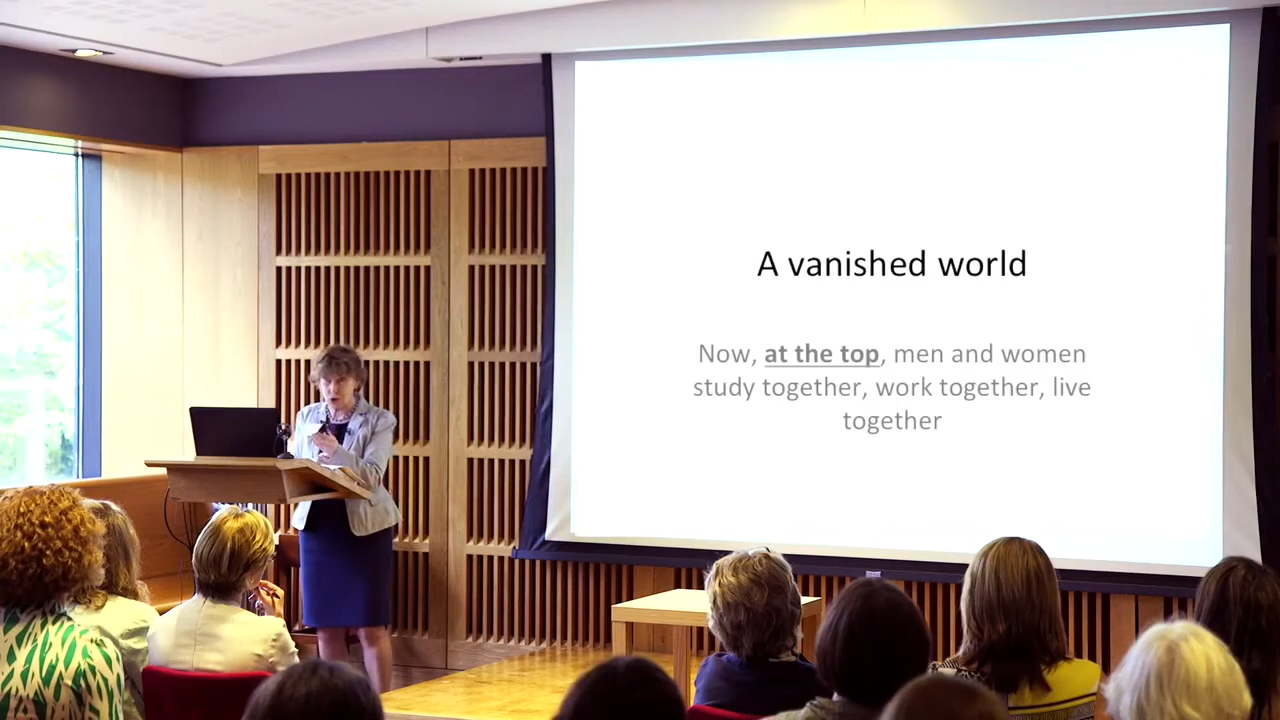 A vanished world
Now, at the top, men and women
study together, work together, live
together